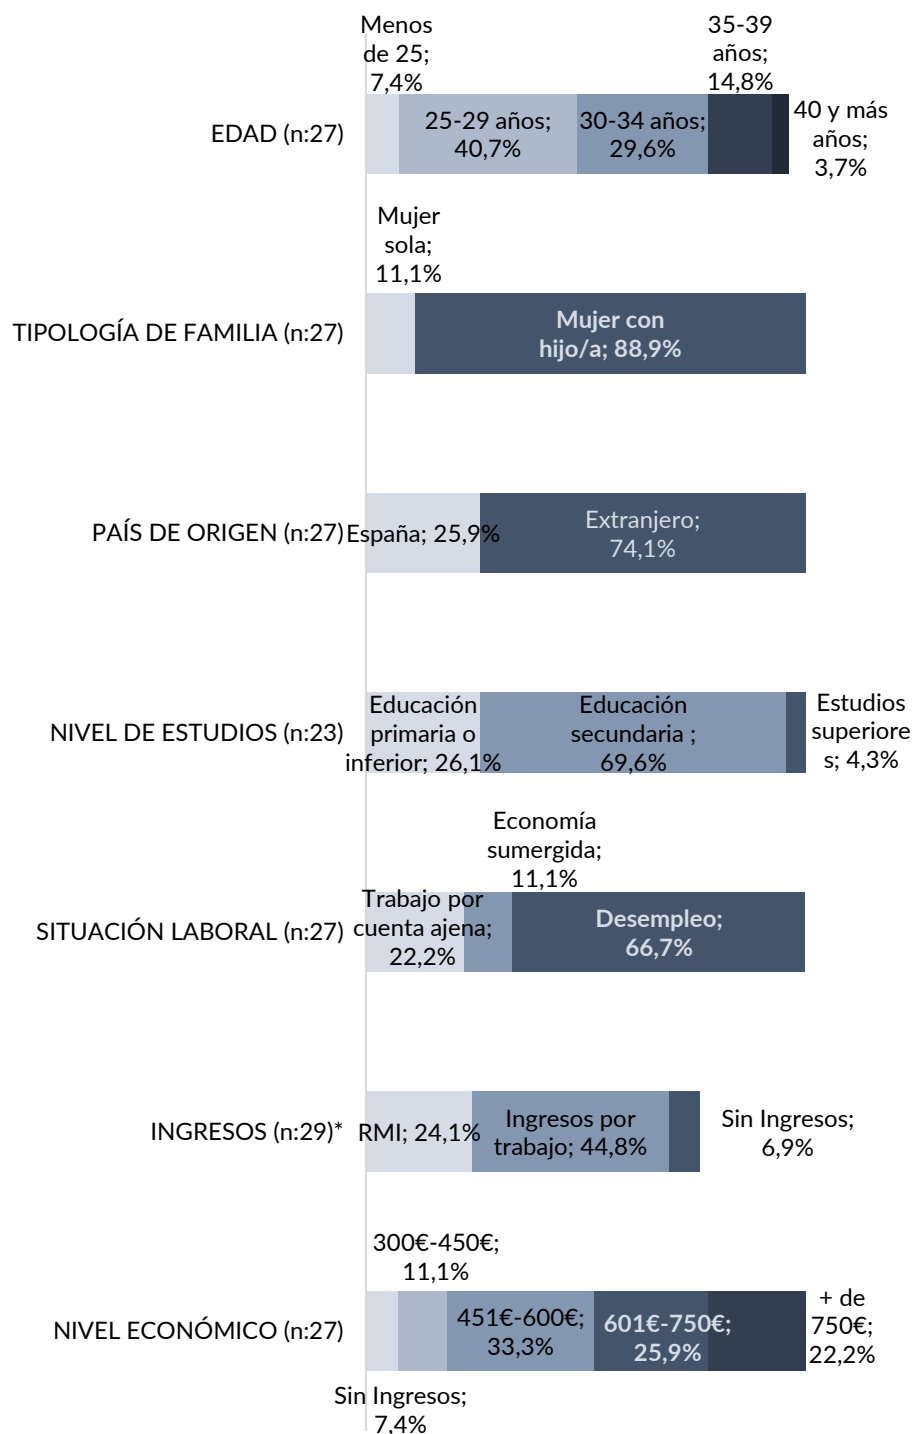 Menos
de 25;
7,4%
35-39
años;
14,8%
EDAD (n:27)
25-29 años;
40,7%
30-34 años;
29,6%
40 y más
años;
3,7%
Mujer
sola;
11,1%
TIPOLOGÍA DE FAMILIA (n:27)
Mujer con
hijo/a; 88,9%
PAÍS DE ORIGEN (n:27)
España; 25,9%
Extranjero;
74,1%
NIVEL DE ESTUDIOS (n:23)
Educación
primaria o
inferior; 26,1%
Educación
secundaria ;
69,6%
Estudios
superiore
s; 4,3%
Economía
sumergida;
11,1%
SITUACIÓN LABORAL (n:27)
Trabajo por
cuenta ajena;
22,2%
Desempleo;
66,7%
INGRESOS (n:29)*
RMI; 24,1%
Ingresos por
trabajo; 44,8%
Sin Ingresos;
6,9%
300€-450€;
11,1%
NIVEL ECONÓMICO (n:27)
451€-600€;
33,3%
601€-750€;
25,9%
+ de
750€;
22,2%
Sin Ingresos;
7,4%